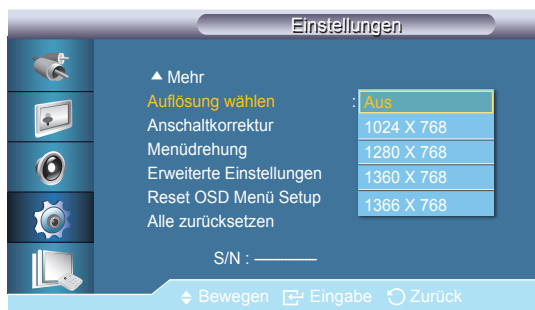 Einstellungen
▲ Mehr
Auflösung wählen : Aus
Anschaltkorrektur 1024 X 768
Menüdrehung 1280 X 768
Erweiterte Einstellungen 1360 X 768
Reset OSD Menü Setup 1366 X 768
Alle zurücksetzen
S/N : ————
Bewegen Eingabe Zurück